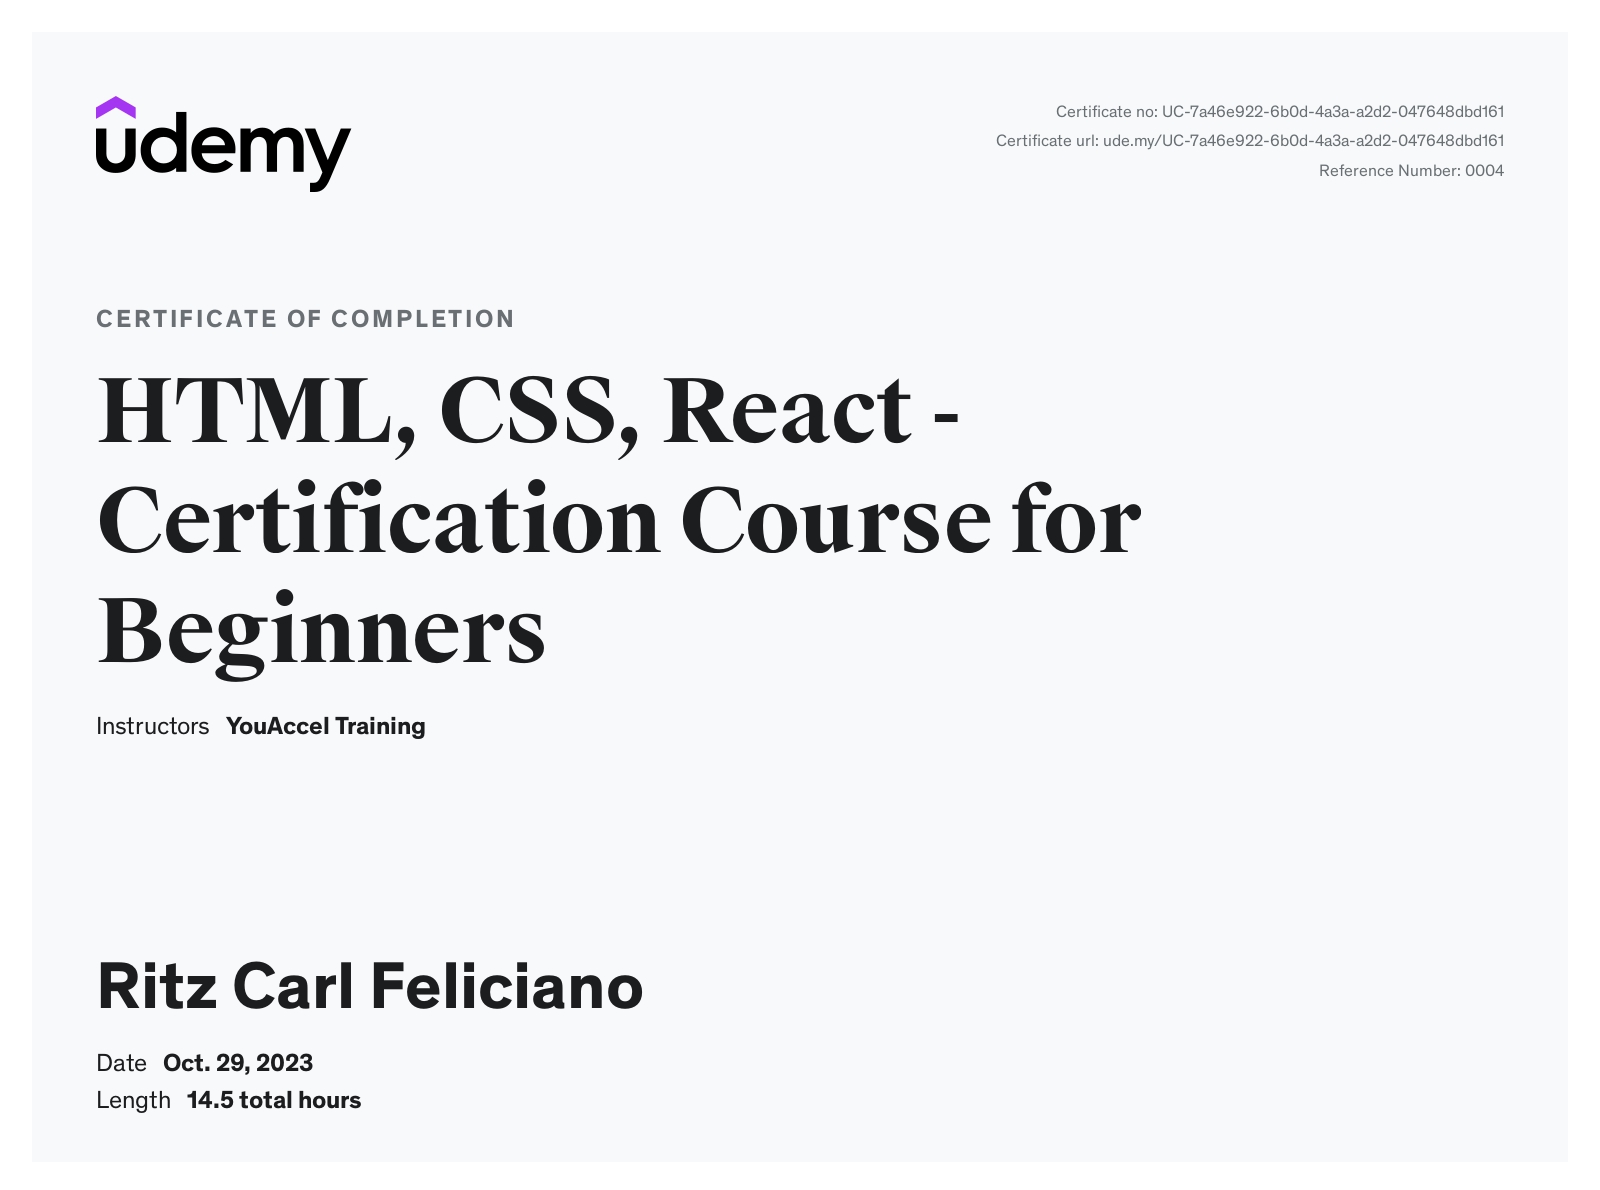 udemy
Certificate no: UC-7a46e922-6b0d-4a3a-a2d2-047648dbd161
Certificate url: ude.my/UC-7a46e922-6b0d-4a3a-a2d2-047648dbd161
Reference Number: 0004
CERTIFICATE OF COMPLETION
HTML, CSS, React -
Certification Course for
Beginners
Instructors YouAccel Training
Ritz Carl Feliciano
Date Oct. 29, 2023
Length 14.5 total hours